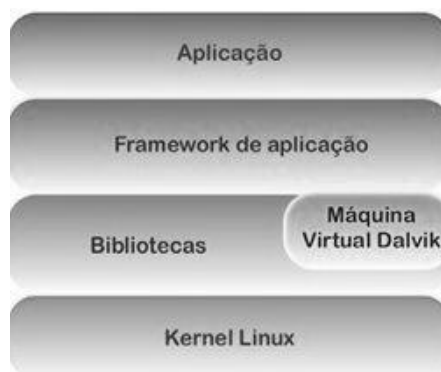 Aplicação
Framework de aplicação
Máquina
Virtual Dalvik
Bibliotecas
Kernel Linux